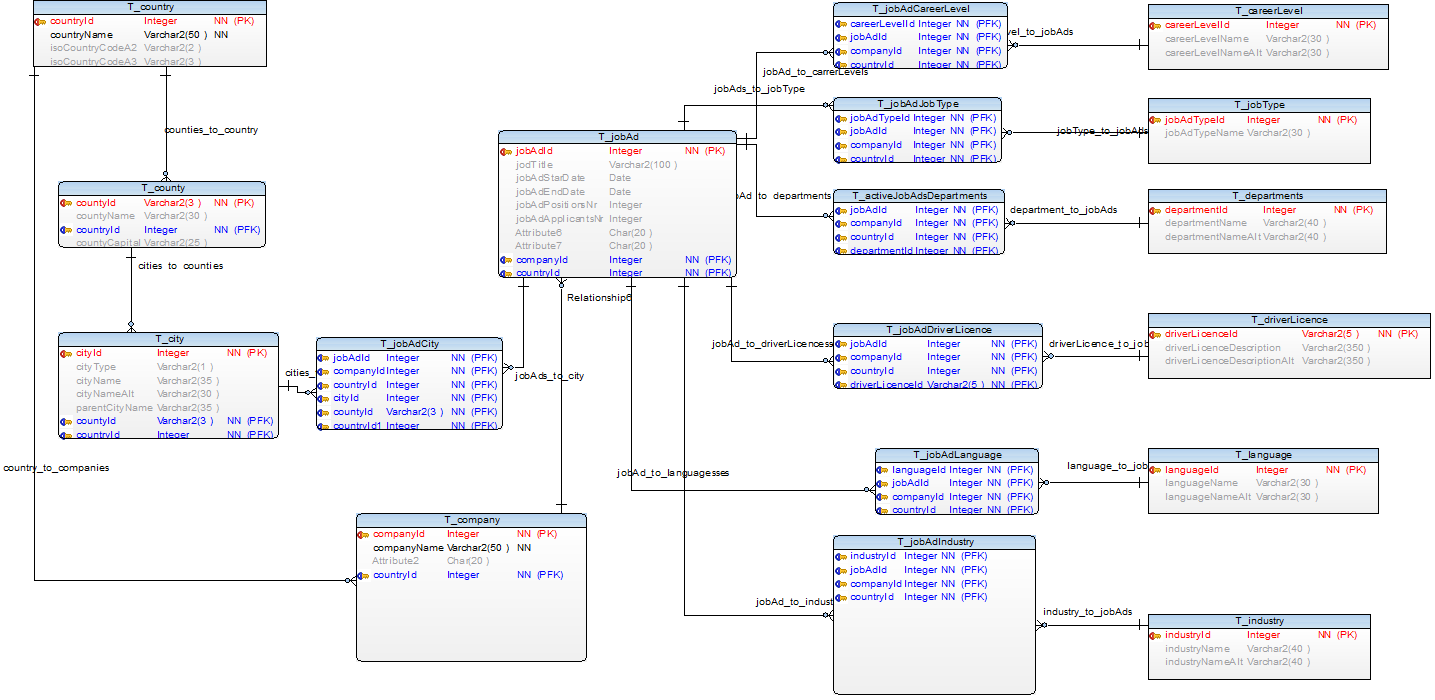 T_country
countryId Integer NN (PK)
countryName Varchar2(50 ) NN
isoCountryCodeA2 Varchar2(2 )
isoCountryCodeA3 Varchar2(3 )
counties_to_country
T_county
countyId Varchar2(3 ) NN (PK)
countyName Varchar2(30 )
countryId Integer NN (PFK)
countyCapital Varchar2(25 )
cities_to_counties
T_city
cityId Integer NN (PK)
cityType Varchar2(1 )
cityName Varchar2(35 )
cityNameAlt Varchar2(30 )
parentCityName Varchar2(35 )
countyId Varchar2(3 ) NN (PFK)
countryId Integer NN (PFK)
country_to_companies
cities_
T_jobAdCity
jobAdId Integer NN (PFK)
companyId Integer NN (PFK)
countryId Integer NN (PFK)
cityId Integer NN (PFK)
countyId Varchar2(3 ) NN (PFK)
countryId1 Integer NN (PFK)
jobAds_to_city
T_company
companyId Integer NN (PK)
companyName Varchar2(50 ) NN
Attribute2 Char(20 )
countryId Integer NN (PFK)
T_jobAd
jobAdId Integer NN (PK)
jodTitle Varchar2(100 )
jobAdStarDate Date
jobAdEndDate Date
jobAdPositionsNr Integer
jobAdApplicantsNr Integer
Attribute6 Char(20 )
Attribute7 Char(20 )
companyId Integer NN (PFK)
countryId Integer NN (PFK)
Relationship6
jobAd_to_carrerLevels
jobAds_to_jobType
bAd_to_departments
jobAd_to_driverLicencess
jobAd_to_languagesses
jobAd_to_indust
T_jobAdCareerLevel
careerLevelId Integer NN (PFK)
jobAdId Integer NN (PFK)
companyId Integer NN (PFK)
countryId Integer NN (PFK)
vel_to_jobAds
T_careerLevel
careerLevelId Integer NN (PK)
careerLevelName Varchar2(30 )
careerLevelNameAlt Varchar2(30 )
T_jobAdJobType
jobAdTypeId Integer NN (PFK)
jobAdId Integer NN (PFK)
companyId Integer NN (PFK)
countryId Integer NN (PFK)
jobType_to_jobAds
T_jobType
jobAdTypeId Integer NN (PK)
jobAdTypeName Varchar2(30 )
T_activeJobAdsDepartments
jobAdId Integer NN (PFK)
companyId Integer NN (PFK)
countryId Integer NN (PFK)
departmentId Integer NN (PFK)
department_to_jobAds
T_departments
departmentId Integer NN (PK)
departmentName Varchar2(40 )
departmentNameAlt Varchar2(40 )
T_jobAdDriverLicence
jobAdId Integer NN (PFK)
companyId Integer NN (PFK)
countryId Integer NN (PFK)
driverLicenceId Varchar2(5 ) NN (PFK)
driverLicence_to_job
T_driverLicence
driverLicenceId Varchar2(5 ) NN (PK)
driverLicenceDescription Varchar2(350 )
driverLicenceDescriptionAlt Varchar2(350 )
T_jobAdLanguage
languageId Integer NN (PFK)
jobAdId Integer NN (PFK)
companyId Integer NN (PFK)
countryId Integer NN (PFK)
language_to_job
T_language
languageId Integer NN (PK)
languageName Varchar2(30 )
languageNameAlt Varchar2(30 )
T_jobAdIndustry
industryId Integer NN (PFK)
jobAdId Integer NN (PFK)
companyId Integer NN (PFK)
countryId Integer NN (PFK)
industry_to_jobAds
T_industry
industryId Integer NN (PK)
industryName Varchar2(40 )
industryNameAlt Varchar2(40 )